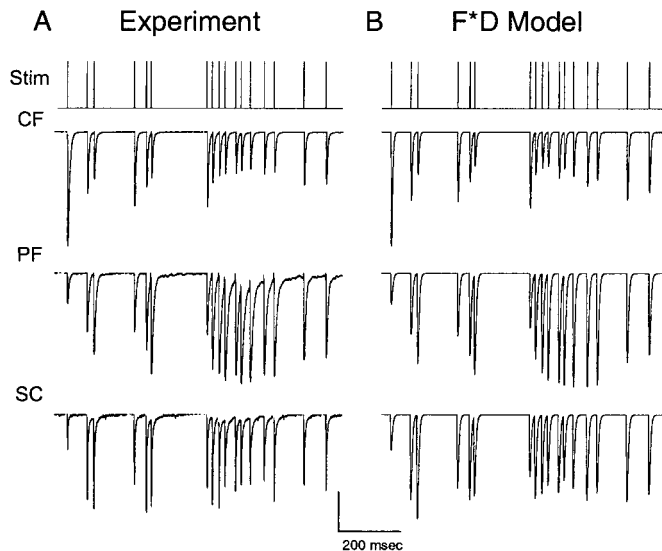 A Experiment
B F*D Model
Stim
CF
PF
SC
200 msec